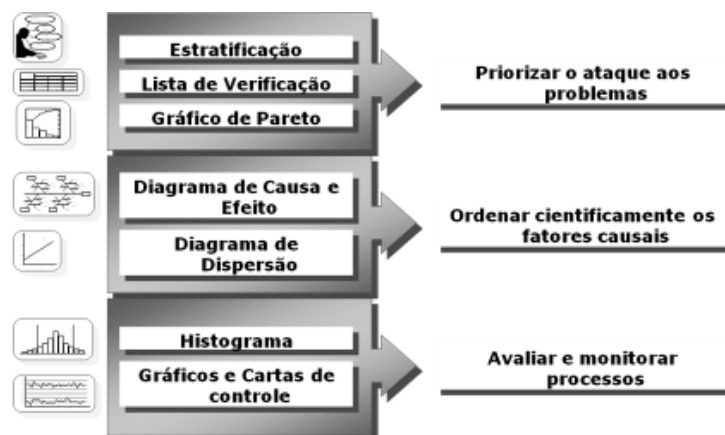 Estratificação
Lista de Verificação
Gráfico de Pareto
Priorizar o ataque aos
problemas
Diagrama de Causa e
Efeito
Diagrama de
Dispersão
Ordenar cientificamente os
fatores causais
Histograma
Gráficos e Cartas de
controle
Avaliar e monitorar
processos